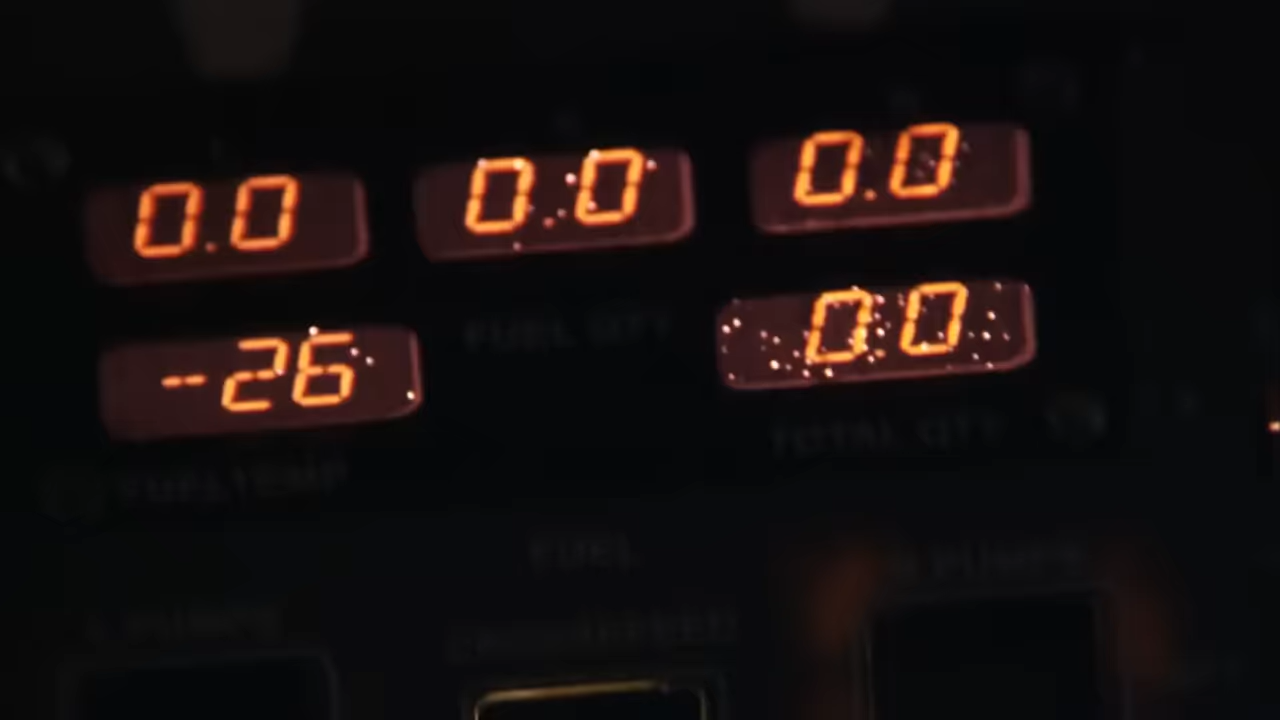 0.0 0.0 0.0
-26 FUEL QTY 0.0
TOTAL QTY
FUEL TEMP
FUEL
PUMPS
L PUMPS